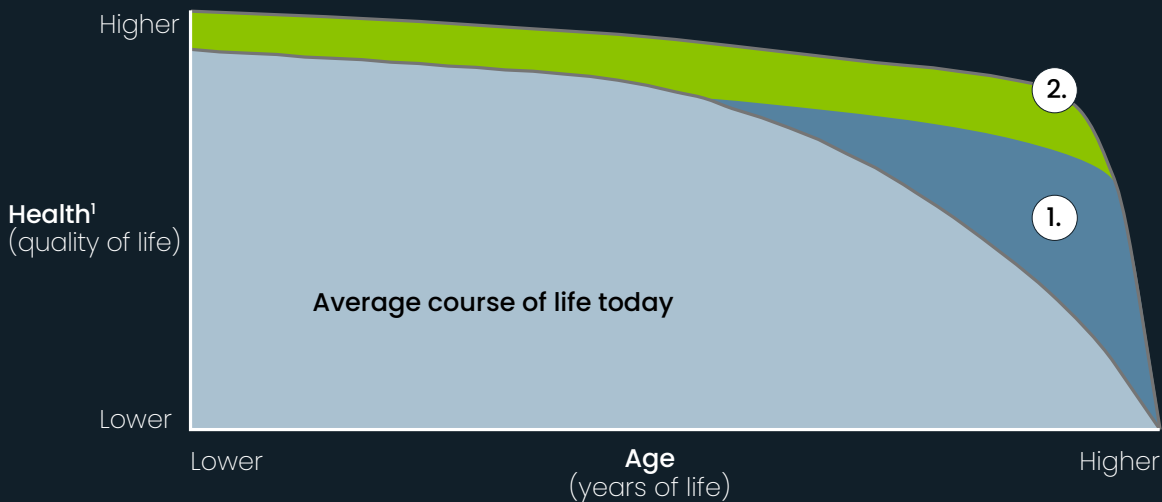 Higher
2.
Health¹
(quality of life)
1.
Average course of life today
Lower
Lower
Age
Higher
(years of life)